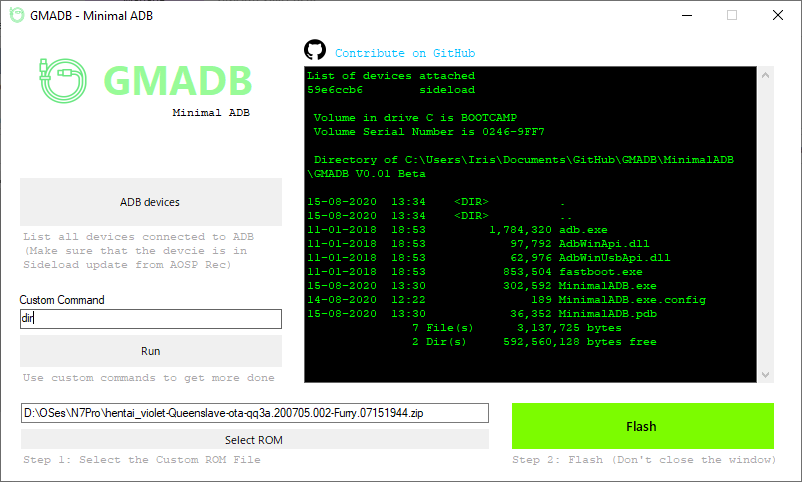 GMADB - Minimal ADB
GMADB
Minimal ADB
Contribute on GitHub
List of devices attached
59e6ccb6 sideload
Volume in drive C is BOOTCAMP
Volume Serial Number is 0246-9FF7
Directory of C:\Users\Iris\Documents\GitHub\GMADB\MinimalADB
\GMADB V0.01 Beta
15-08-2020 13:34 <DIR> .
15-08-2020 13:34 <DIR> ..
11-01-2018 18:53 1,784,320 adb.exe
11-01-2018 18:53 97,792 AdbWinApi.dll
11-01-2018 18:53 62,976 AdbWinUsbApi.dll
11-01-2018 18:53 853,504 fastboot.exe
15-08-2020 13:30 302,592 MinimalADB.exe
14-08-2020 12:22 189 MinimalADB.exe.config
15-08-2020 13:30 36,352 MinimalADB.pdb
7 File(s) 3,137,725 bytes
2 Dir(s) 592,560,128 bytes free
ADB devices
List all devices connected to ADB
(Make sure that the devcie is in
Sideload update from AOSP Rec)
Custom Command
dir
Run
Use custom commands to get more done
D:\OSes\N7Pro\hentai_violet-Queenslave-ota-qq3a.200705.002-Furry.07151944.zip
Select ROM
Step 1: Select the Custom ROM File
Flash
Step 2: Flash (Don't close the window)